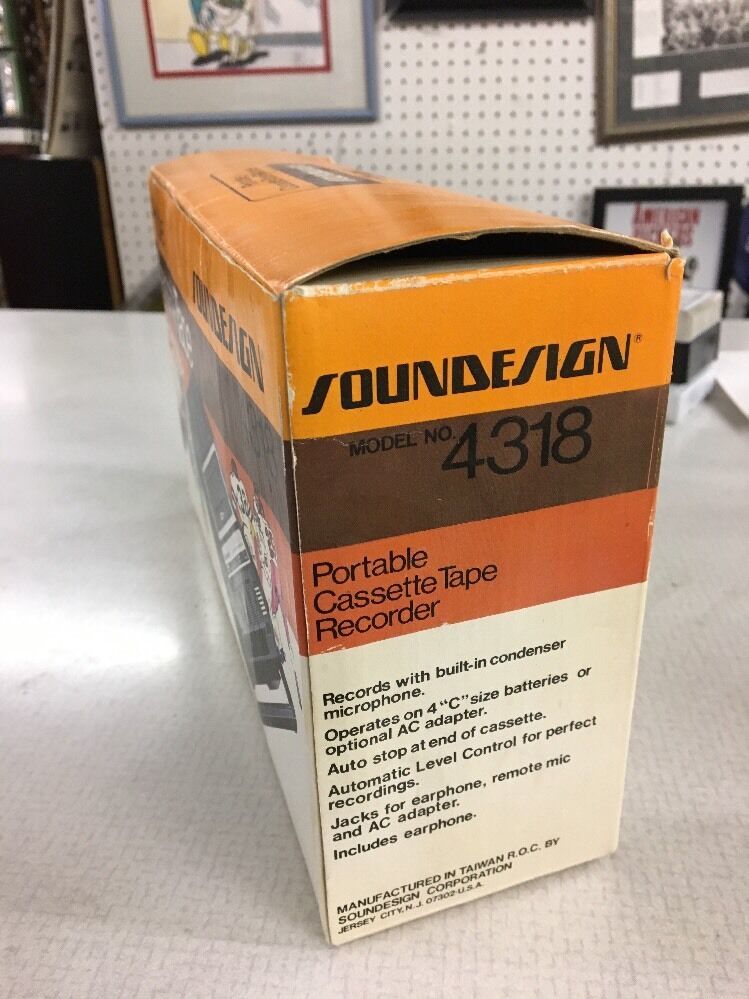 SOUNDESIGN
SOUNDESIGN®
MODEL NO. 4318
Portable
Cassette Tape
Recorder
Records with built-in condenser
microphone.
Operates on 4 "C" size batteries or
optional AC adapter.
Auto stop at end of cassette.
Automatic Level Control for perfect
recordings.
Jacks for earphone, remote mic
and AC adapter.
Includes earphone.
MANUFACTURED IN TAIWAN R.O.C. BY
SOUNDESIGN CORPORATION
JERSEY CITY, N.J. 07302-U.S.A.
AMERICAN
PICKERS